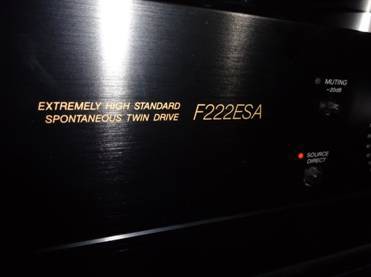 EXTREMELY HIGH STANDARD
SPONTANEOUS TWIN DRIVE
F222ESA
MUTING
-20dB
SOURCE
DIRECT